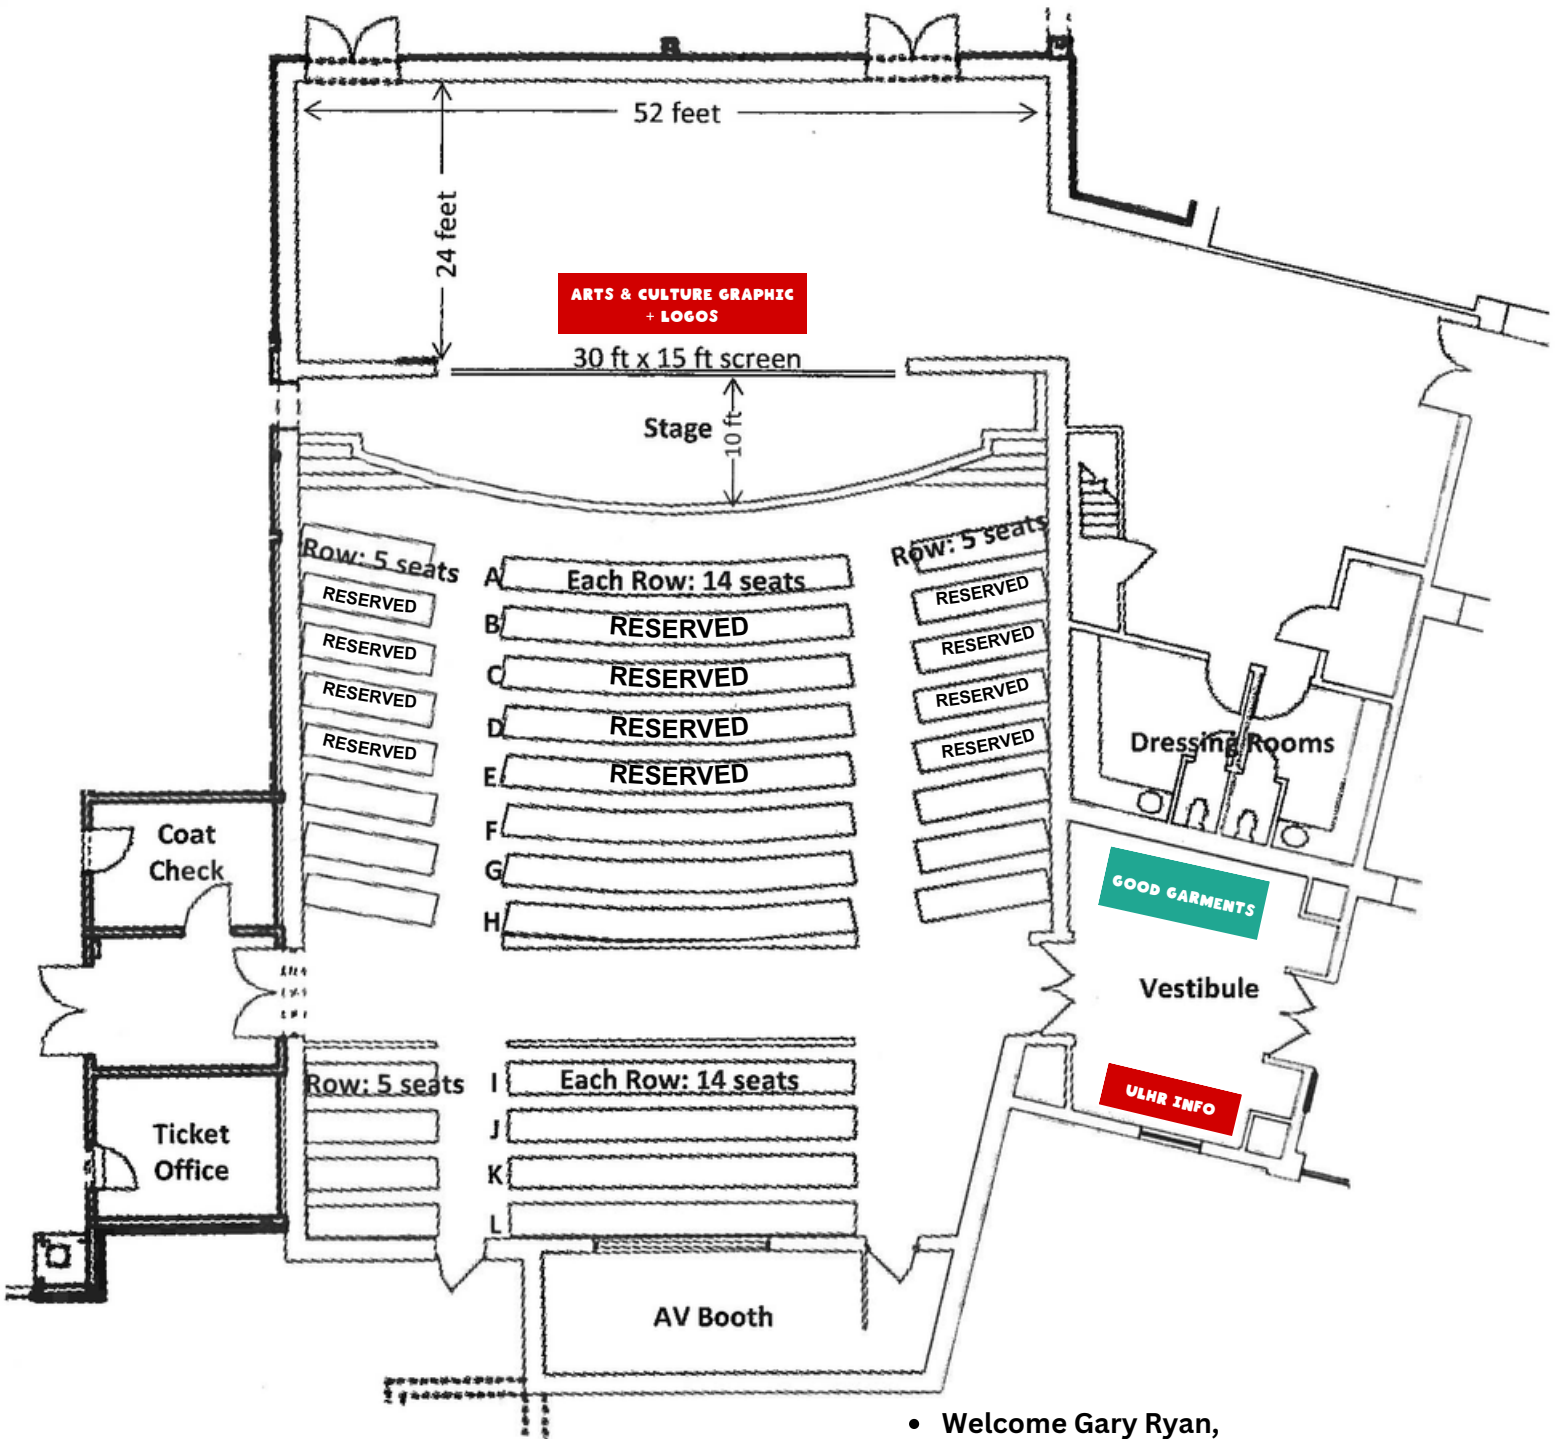 B
52 feet
24 feet
ARTS & CULTURE GRAPHIC
+ LOGOS
30 ft x 15 ft screen
Stage
10 ft
Row: 5 seats
A
Each Row: 14 seats
Row: 5 seats
RESERVED
B
RESERVED
RESERVED
RESERVED
C
RESERVED
RESERVED
RESERVED
D
RESERVED
RESERVED
RESERVED
E
RESERVED
RESERVED
Dressing Rooms
F
G
H
Coat
Check
GOOD GARMENTS
Vestibule
Row: 5 seats
I
Each Row: 14 seats
ULHR INFO
J
K
L
Ticket
Office
AV Booth
• Welcome Gary Ryan,